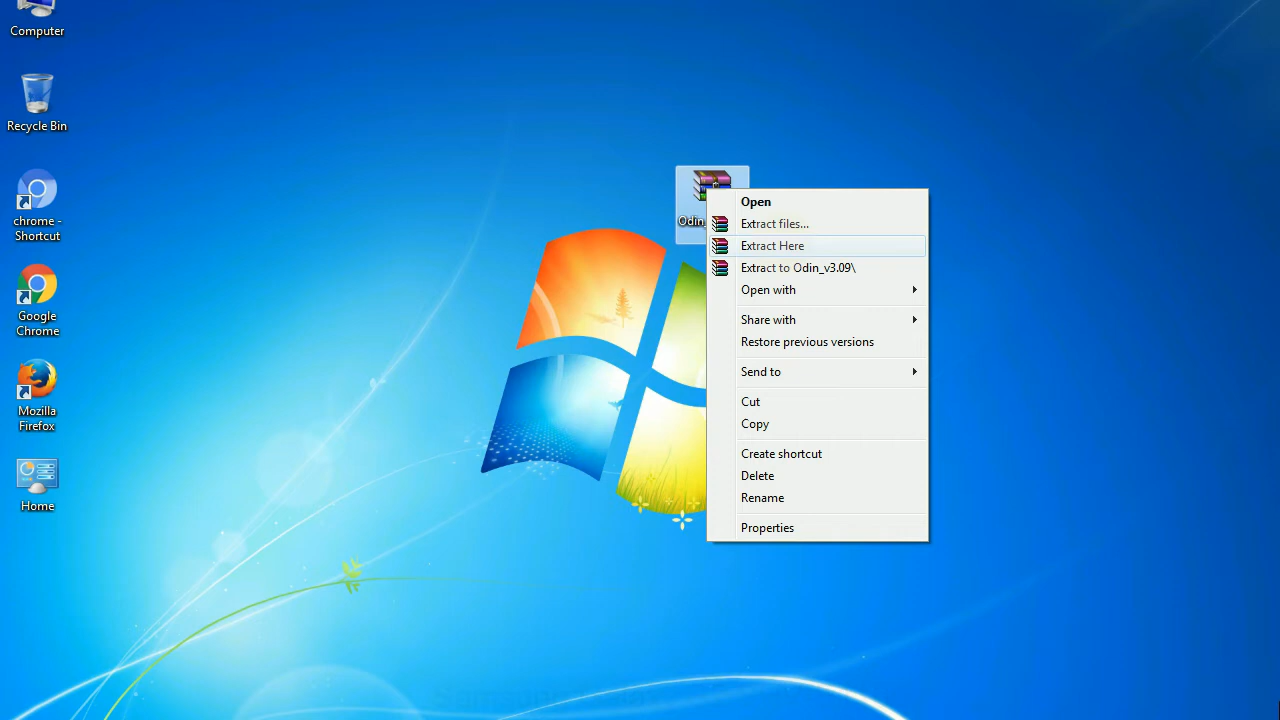 Computer
Recycle Bin
chrome -
Shortcut
Google
Chrome
Mozilla
Firefox
Home
Odin
Open
Extract files...
Extract Here
Extract to Odin_v3.09\
Open with
Share with
Restore previous versions
Send to
Cut
Copy
Create shortcut
Delete
Rename
Properties